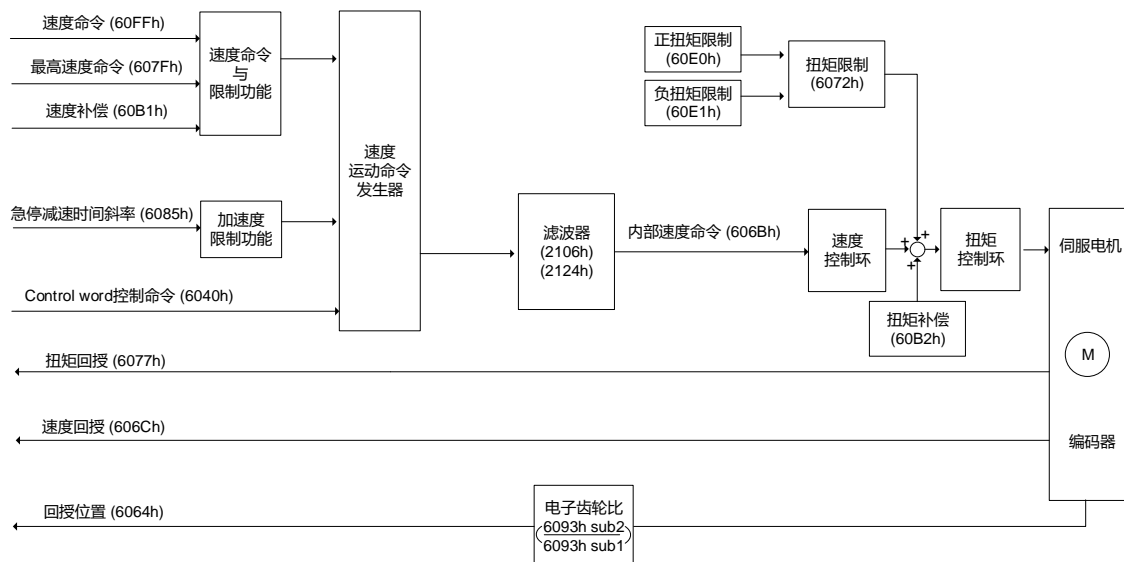 速度命令 (60FFh)
最高速度命令 (607Fh)
速度补偿 (60B1h)
速度命令
与
限制功能
急停减速时间斜率 (6085h)
加速度
限制功能
Control word控制命令 (6040h)
速度
运动命令
发生器
滤波器
(2106h)
(2124h)
内部速度命令 (606Bh)
正扭矩限制
(60E0h)
负扭矩限制
(60E1h)
扭矩限制
(6072h)
速度
控制环
+
+
+
扭矩补偿
(60B2h)
扭矩
控制环
伺服电机
M
编码器
扭矩回授 (6077h)
速度回授 (606Ch)
回授位置 (6064h)
电子齿轮比
(6093h sub2
6093h sub1)